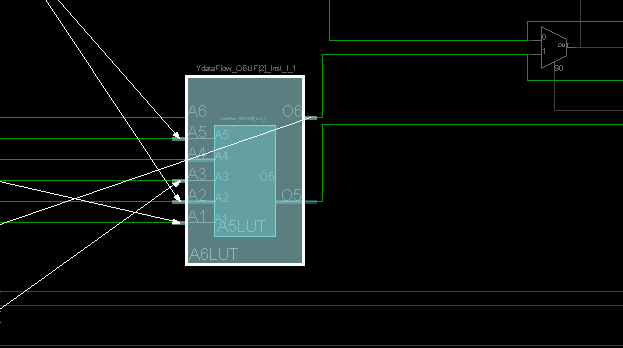 0
1
OUT
S0
YdataFlow_OBUF[2]_inst_i_1
A6 O6
A5 A5
A4 A4
A3 A3 O5
A2 A2 O5
A1 A1
A5LUT
A6LUT